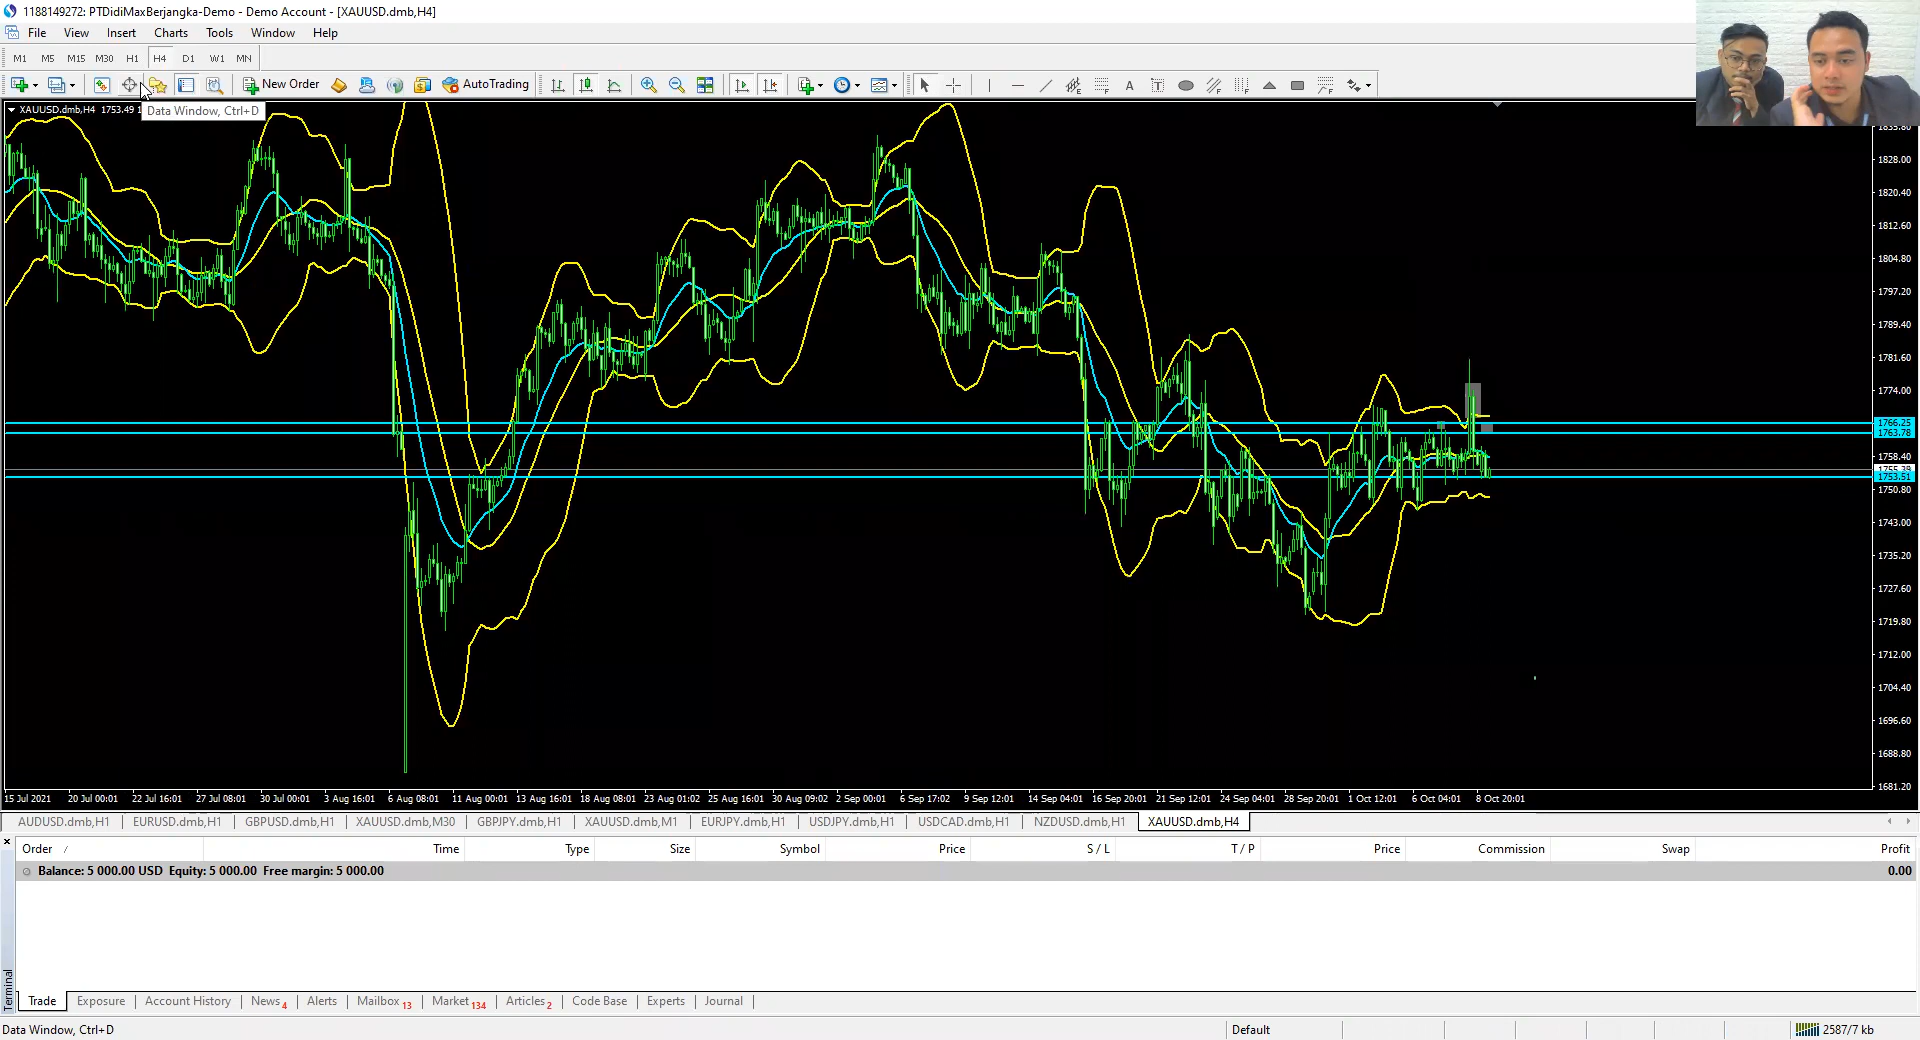 1188149272: PTDidiMaxBerjangka-Demo - Demo Account - [XAUUSD.dmb,H4]
File View Insert Charts Tools Window Help
M1 M5 M15 M30 H1 H4 D1 W1 MN
New Order AutoTrading
XAUUSD.dmb,H4 1753.49 1
Data Window, Ctrl+D
1835.80
1828.00
1820.40
1812.60
1804.80
1797.20
1789.40
1781.60
1774.00
1766.25
1763.78
1758.40
1755.39
1753.51
1750.80
1743.00
1735.20
1727.60
1719.80
1712.00
1704.40
1696.60
1688.80
1681.20
15 Jul 2021 20 Jul 00:01 22 Jul 16:01 27 Jul 08:01 30 Jul 00:01 3 Aug 16:01 6 Aug 08:01 11 Aug 00:01 13 Aug 16:01 18 Aug 08:01 23 Aug 01:02 25 Aug 16:01 30 Aug 09:02 2 Sep 00:01 6 Sep 17:02 9 Sep 12:01 14 Sep 04:01 16 Sep 20:01 21 Sep 12:01 24 Sep 04:01 28 Sep 20:01 1 Oct 12:01 6 Oct 04:01 8 Oct 20:01
AUDUSD.dmb,H1 EURUSD.dmb,H1 GBPUSD.dmb,H1 XAUUSD.dmb,M30 GBPJPY.dmb,H1 XAUUSD.dmb,M1 EURJPY.dmb,H1 USDJPY.dmb,H1 USDCAD.dmb,H1 NZDUSD.dmb,H1 XAUUSD.dmb,H4
Order / Time Type Size Symbol Price S / L T / P Price Commission Swap Profit
Balance: 5 000.00 USD Equity: 5 000.00 Free margin: 5 000.00 0.00
Terminal
Trade Exposure Account History News 4 Alerts Mailbox 13 Market 134 Articles 2 Code Base Experts Journal
Data Window, Ctrl+D Default 2587/7 kb